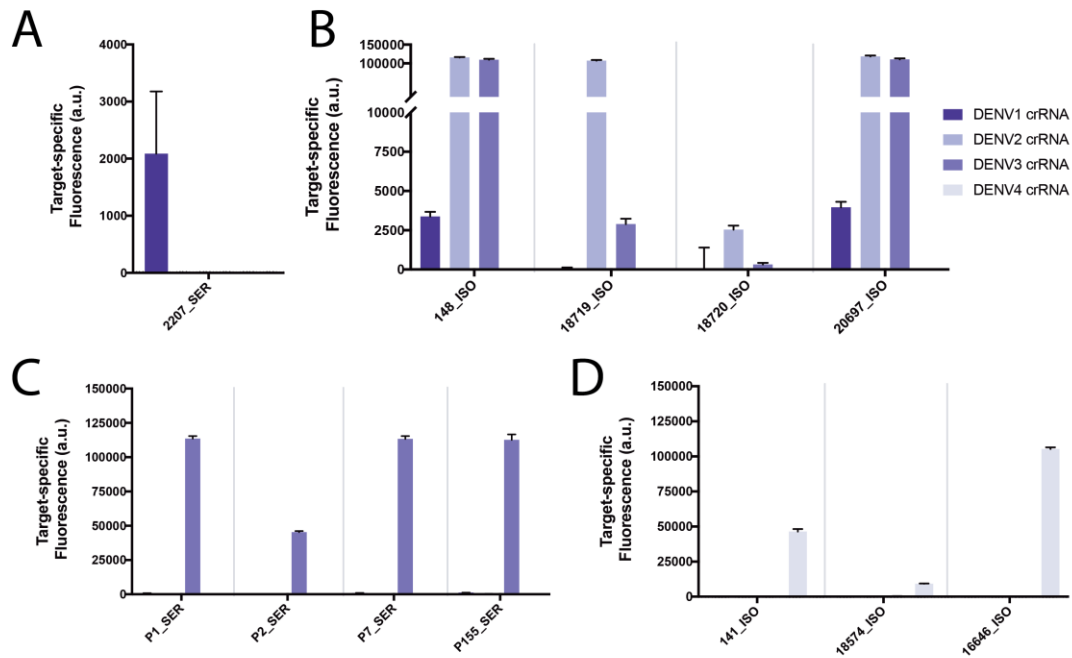 A
Target-specific
Fluorescence (a.u.)
4000
3000
2000
1000
0
2207_SER
B
Target-specific
Fluorescence (a.u.)
150000
100000
10000
7500
5000
2500
0
148_ISO
18719_ISO
18720_ISO
20697_ISO
DENV1 crRNA
DENV2 crRNA
DENV3 crRNA
DENV4 crRNA
C
Target-specific
Fluorescence (a.u.)
150000
125000
100000
75000
50000
25000
0
P1_SER
P2_SER
P7_SER
P155_SER
D
Target-specific
Fluorescence (a.u.)
150000
125000
100000
75000
50000
25000
0
141_ISO
18574_ISO
16646_ISO